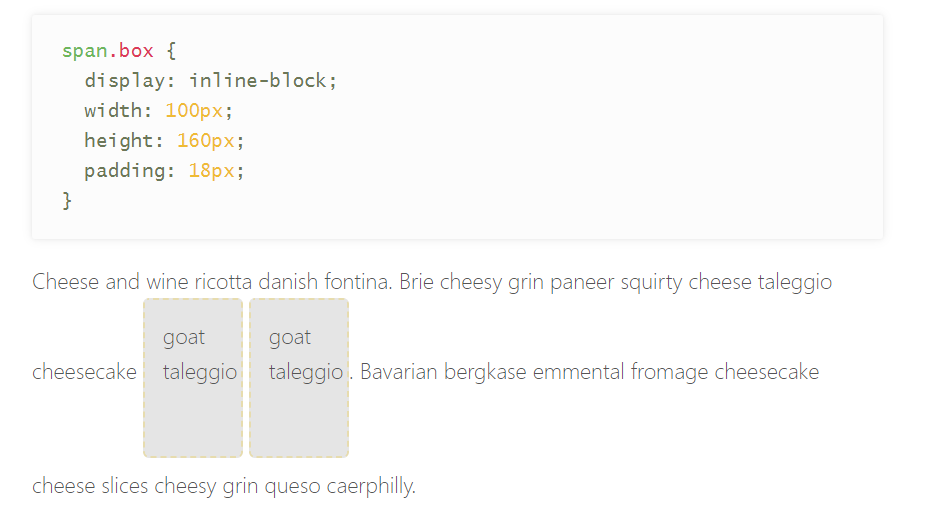 span.box {
display: inline-block;
width: 100px;
height: 160px;
padding: 18px;
}
Cheese and wine ricotta danish fontina. Brie cheesy grin paneer squirty cheese taleggio
goat goat
cheesecake taleggio taleggio . Bavarian bergkase emmental fromage cheesecake
cheese slices cheesy grin queso caerphilly.